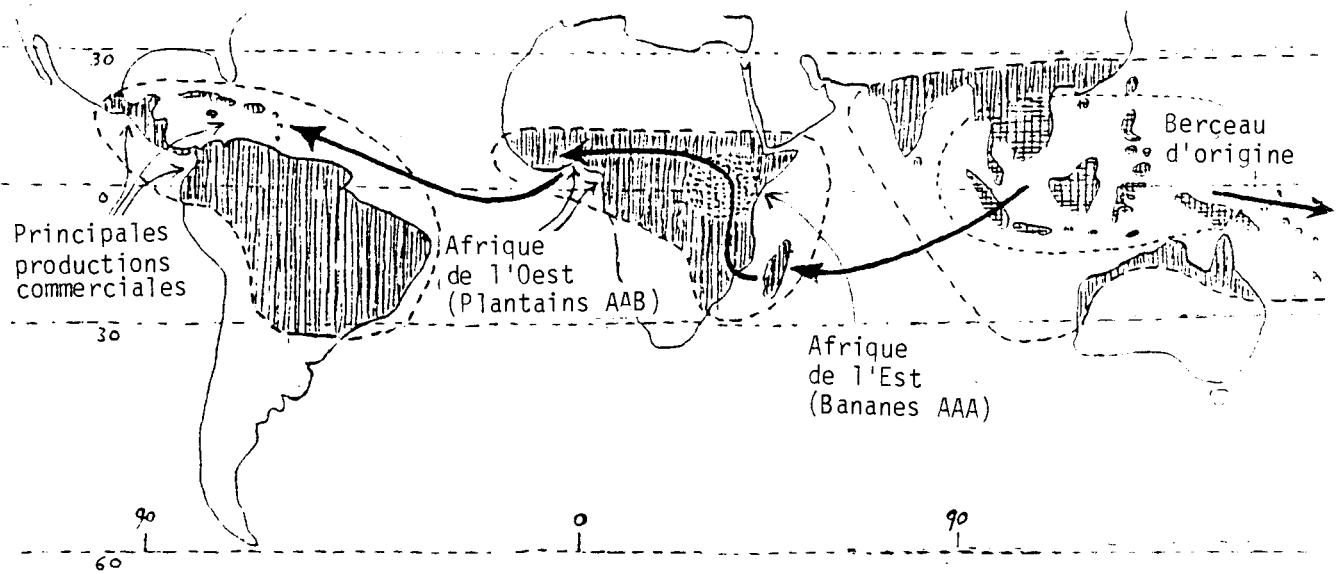 30
Berceau
d'origine
0
Principales
productions
commerciales
Afrique
de l'Oest
(Plantains AAB)
30
Afrique
de l'Est
(Bananes AAA)
90
0
90
60